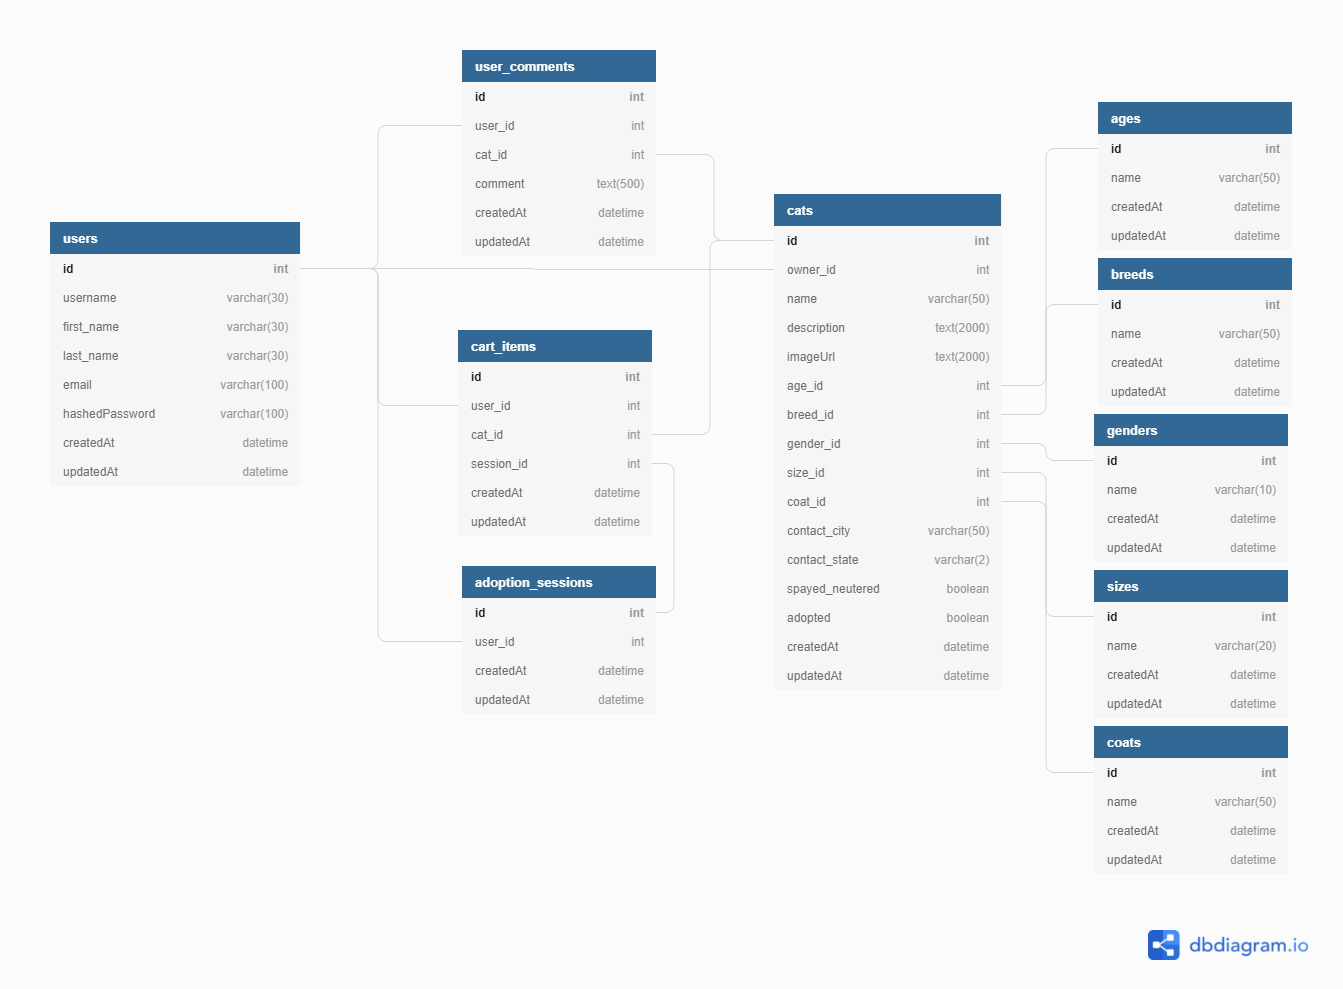 user_comments
id int
user_id int
cat_id int
comment text(500)
createdAt datetime
updatedAt datetime
users
id int
username varchar(30)
first_name varchar(30)
last_name varchar(30)
email varchar(100)
hashedPassword varchar(100)
createdAt datetime
updatedAt datetime
cart_items
id int
user_id int
cat_id int
session_id int
createdAt datetime
updatedAt datetime
adoption_sessions
id int
user_id int
createdAt datetime
updatedAt datetime
cats
id int
owner_id int
name varchar(50)
description text(2000)
imageUrl text(2000)
age_id int
breed_id int
gender_id int
size_id int
coat_id int
contact_city varchar(50)
contact_state varchar(2)
spayed_neutered boolean
adopted boolean
createdAt datetime
updatedAt datetime
ages
id int
name varchar(50)
createdAt datetime
updatedAt datetime
breeds
id int
name varchar(50)
createdAt datetime
updatedAt datetime
genders
id int
name varchar(10)
createdAt datetime
updatedAt datetime
sizes
id int
name varchar(20)
createdAt datetime
updatedAt datetime
coats
id int
name varchar(50)
createdAt datetime
updatedAt datetime
dbdiagram.io